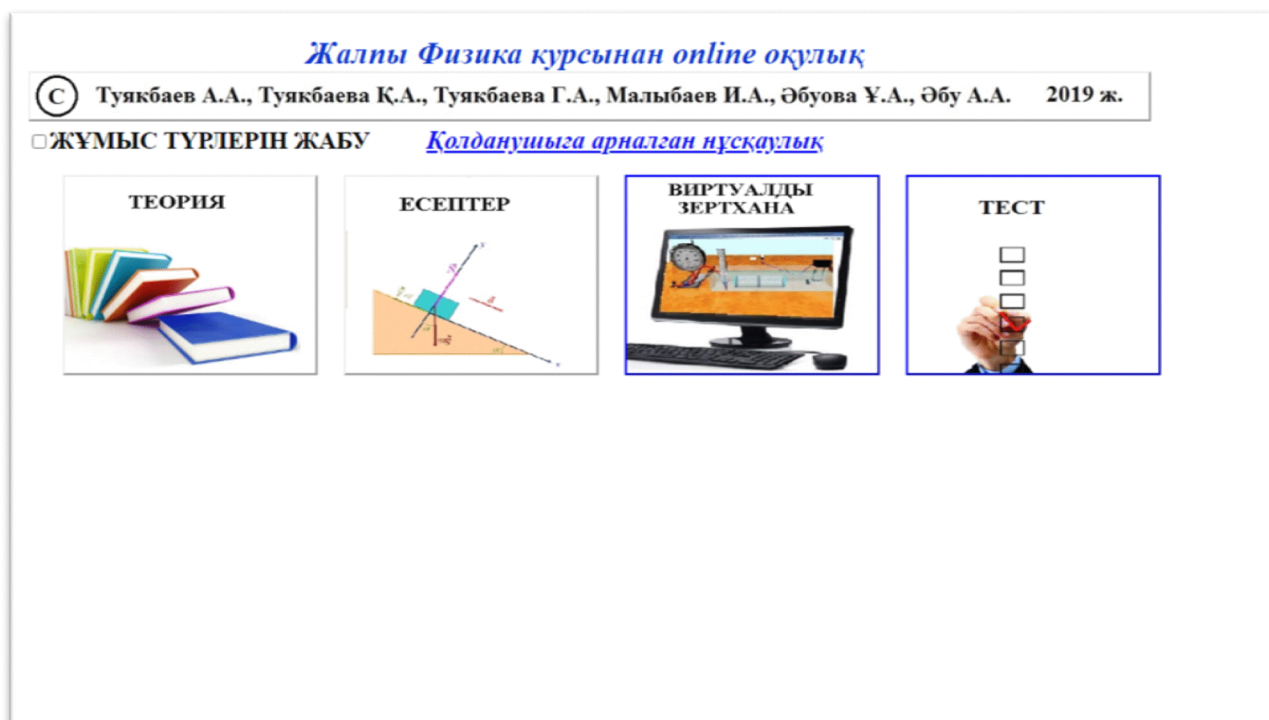 Жалпы Физика курсынан online оқулық
C Туякбаев А.А., Туякбаева Қ.А., Туякбаева Г.А., Малыбаев И.А., Әбуова Ұ.А., Әбу А.А. 2019 ж.
ЖҰМЫС ТҮРЛЕРІН ЖАБУ Қолданушыға арналған нұсқаулық
ТЕОРИЯ
ЕСЕПТЕР
ВИРТУАЛДЫ
ЗЕРТХАНА
ТЕСТ